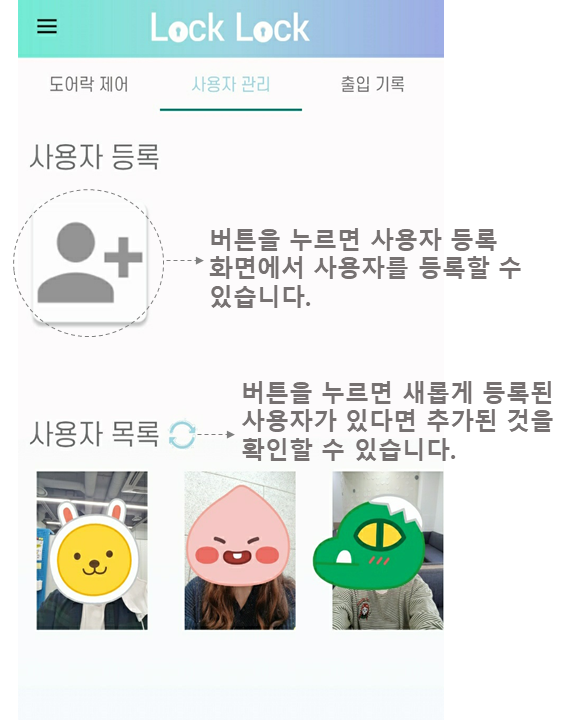 Lock Lock
도어락 제어
사용자 관리
출입 기록
사용자 등록
버튼을 누르면 사용자 등록
화면에서 사용자를 등록할 수
있습니다.
버튼을 누르면 새롭게 등록된
사용자가 있다면 추가된 것을
확인할 수 있습니다.
사용자 목록